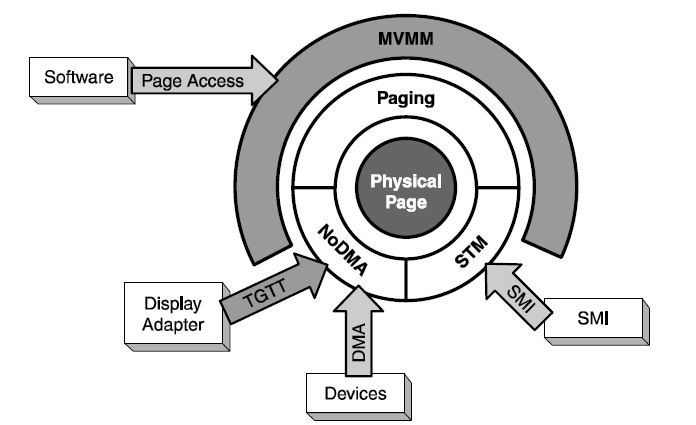 MVMM
Software
Page Access
Paging
Physical
Page
NoDMA
STM
TGTT
SMI
Display
Adapter
SMI
DMA
Devices